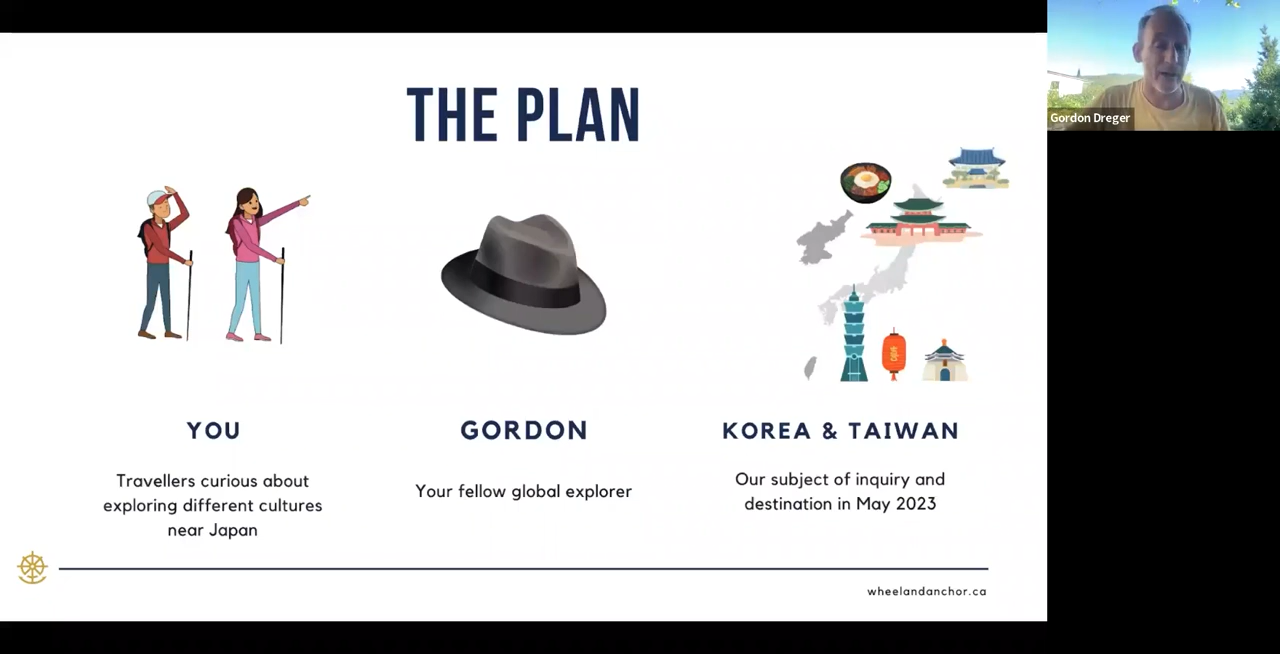 THE PLAN
Gordon Dreger
YOU
Travellers curious about
exploring different cultures
near Japan
GORDON
Your fellow global explorer
KOREA & TAIWAN
Our subject of inquiry and
destination in May 2023
wheelandanchor.ca